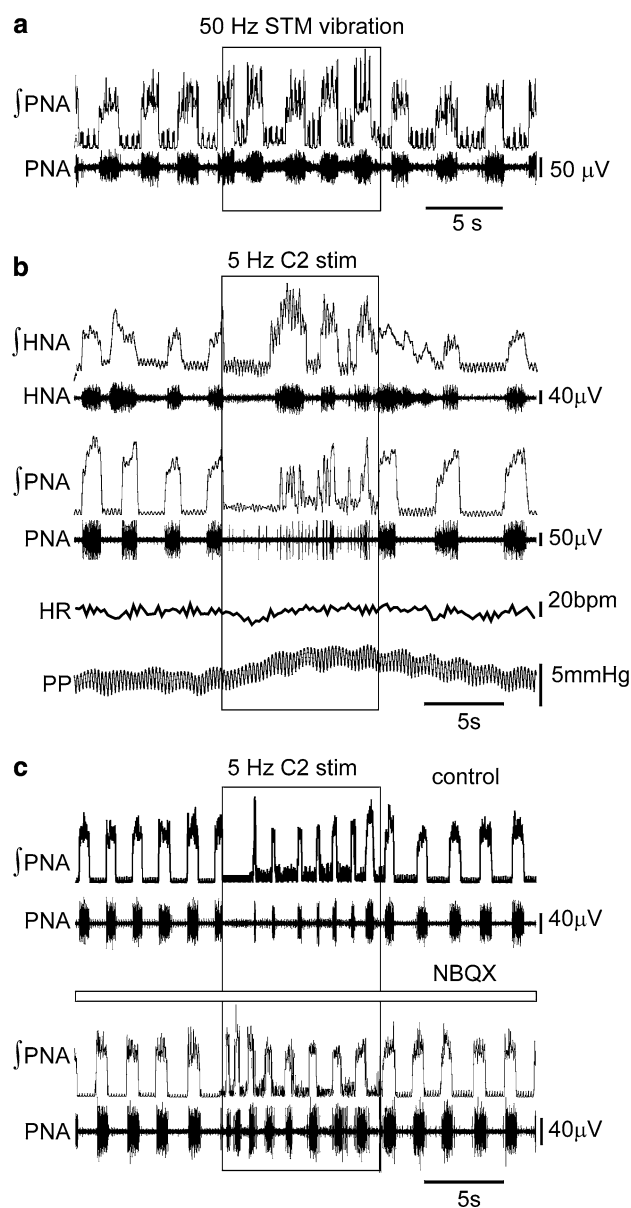 a
50 Hz STM vibration
∫PNA
PNA
50 μV
5 s
b
5 Hz C2 stim
∫HNA
HNA
40μV
∫PNA
PNA
50μV
HR
20bpm
PP
5mmHg
5s
c
5 Hz C2 stim
control
∫PNA
PNA
40μV
NBQX
∫PNA
PNA
40μV
5s